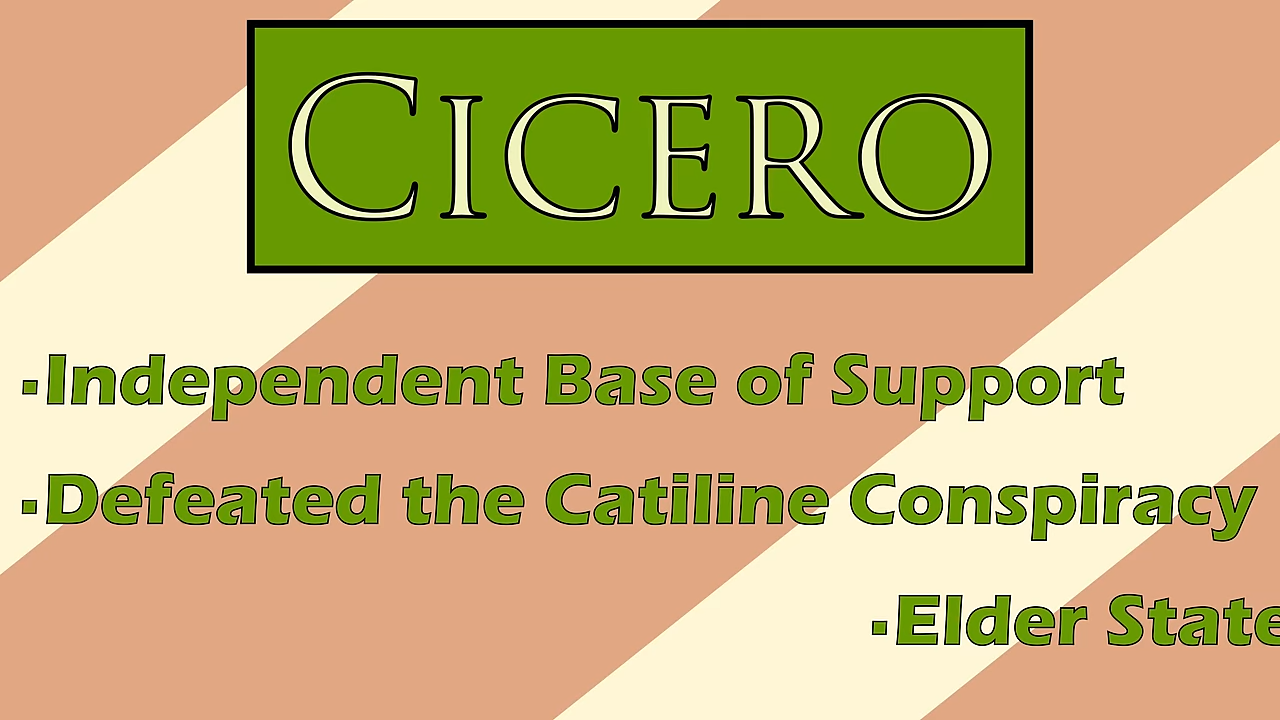 Cicero
·Independent Base of Support
·Defeated the Catiline Conspiracy
·Elder State